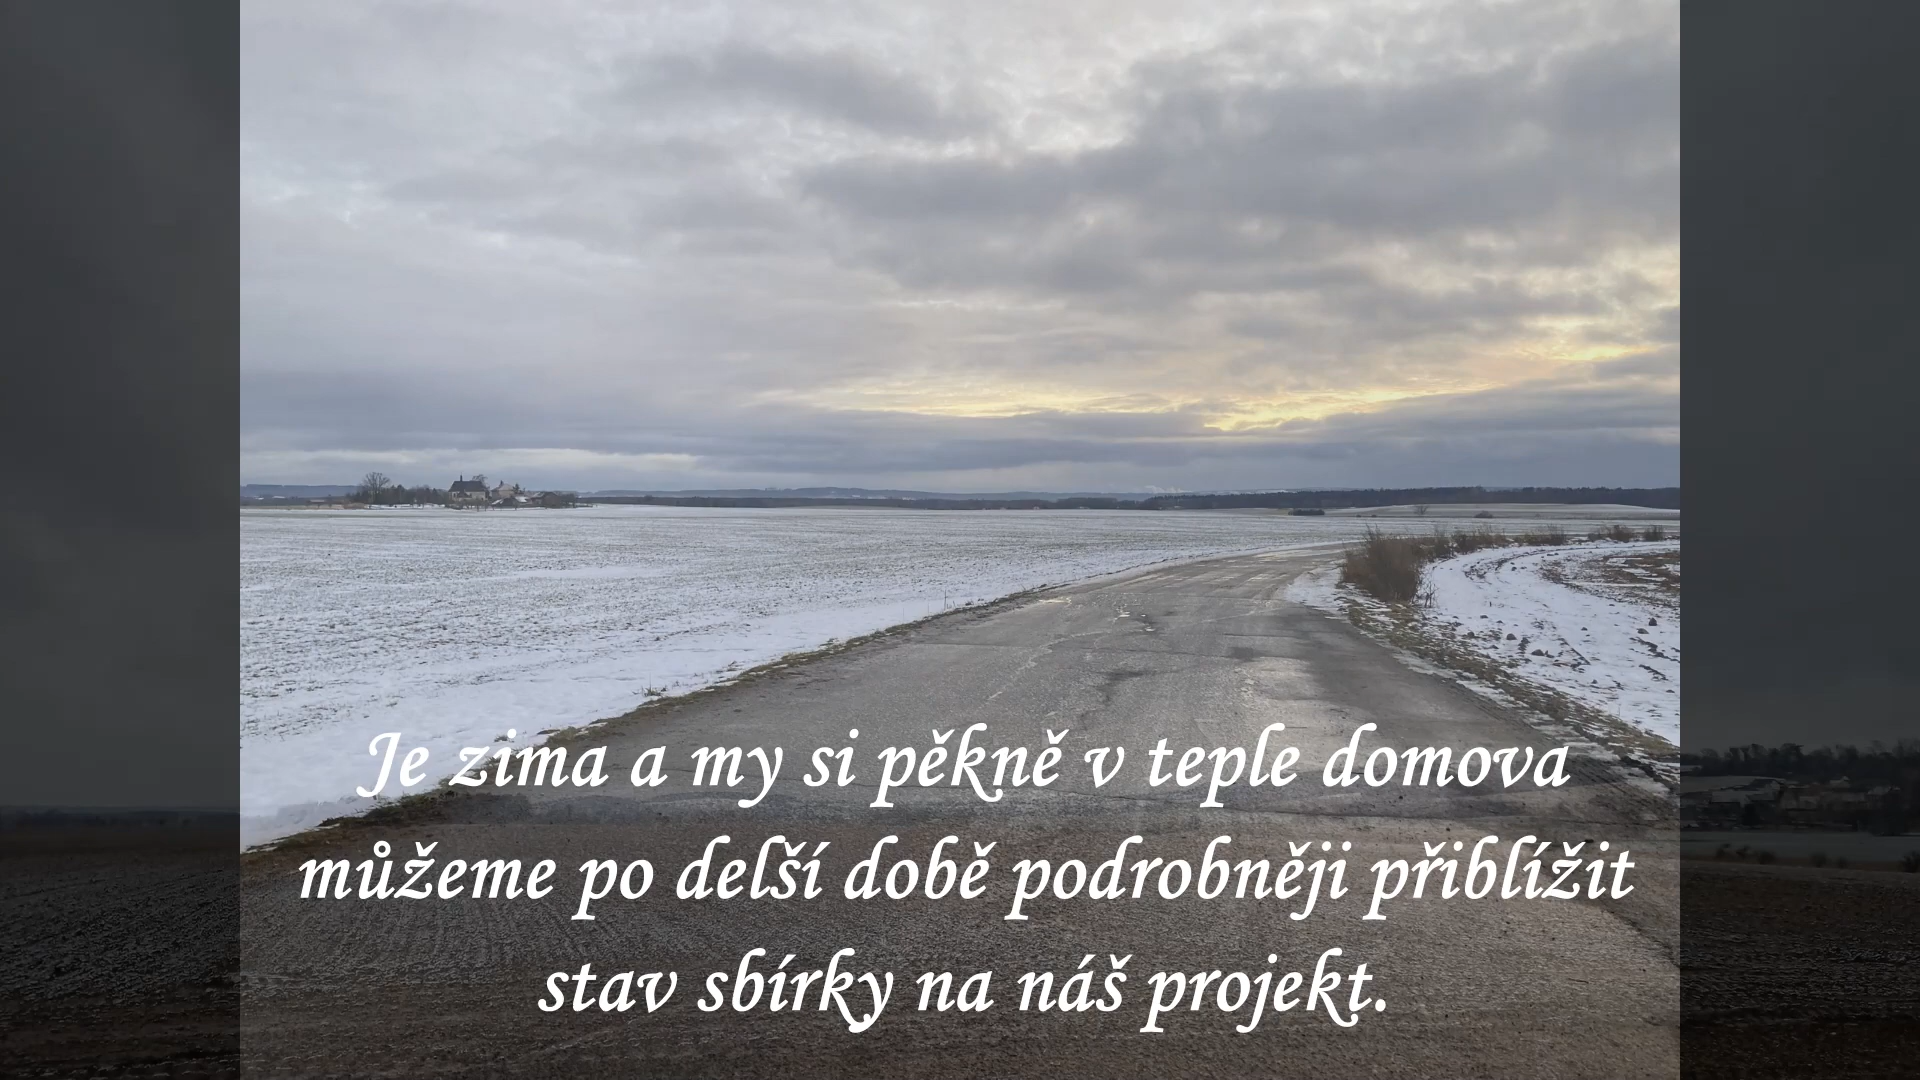 Je zima a my si pěkně v teple domova
můžeme po delší době podrobněji přiblížit
stav sbírky na náš projekt.